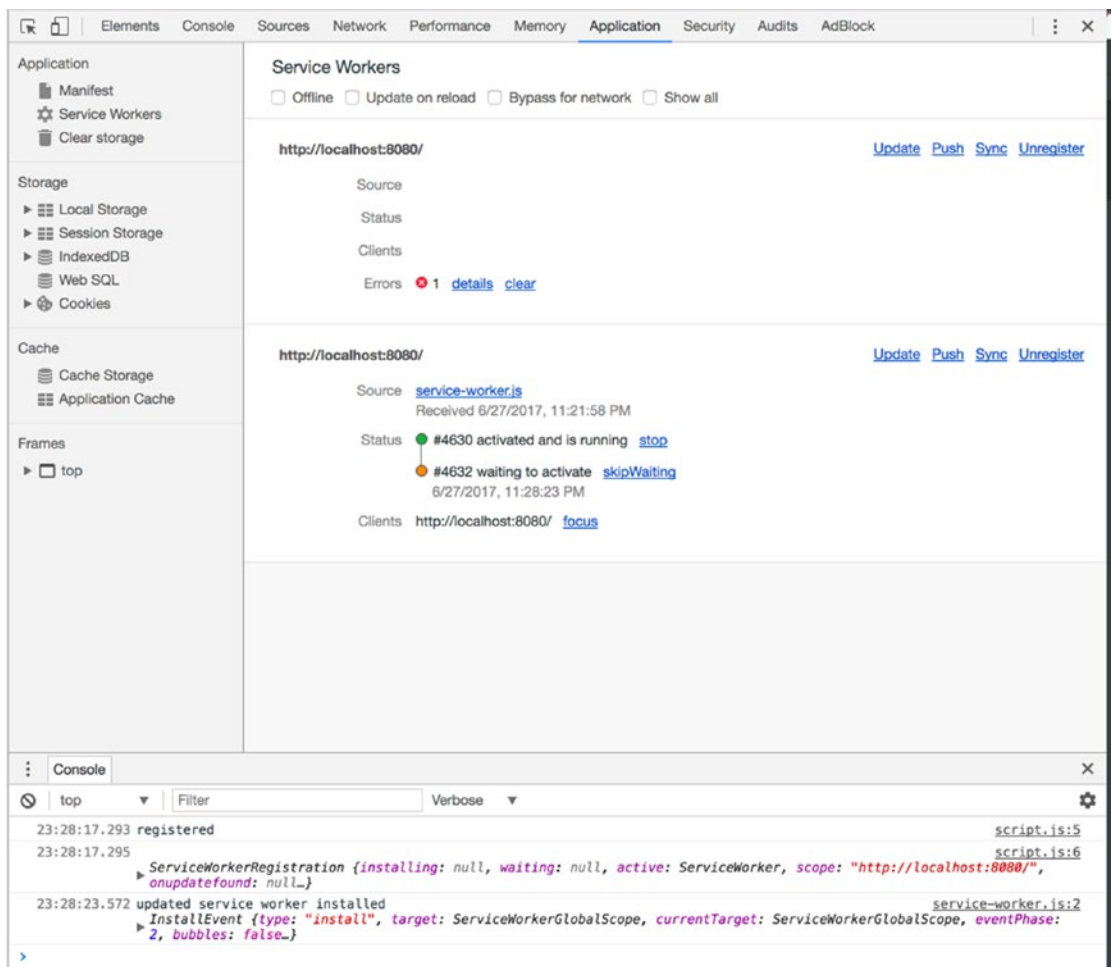 Elements Console Sources Network Performance Memory Application Security Audits AdBlock
Application
Manifest
Service Workers
Clear storage
Storage
Local Storage
Session Storage
IndexedDB
Web SQL
Cookies
Cache
Cache Storage
Application Cache
Frames
top
Service Workers
Offline Update on reload Bypass for network Show all
http://localhost:8080/ Update Push Sync Unregister
Source
Status
Clients
Errors 1 details clear
http://localhost:8080/ Update Push Sync Unregister
Source service-worker.js
Received 6/27/2017, 11:21:58 PM
Status #4630 activated and is running stop
#4632 waiting to activate skipWaiting
6/27/2017, 11:28:23 PM
Clients http://localhost:8080/ focus
Console
top Filter Verbose
23:28:17.293 registered script.js:5
23:28:17.295 script.js:6
ServiceWorkerRegistration {installing: null, waiting: null, active: ServiceWorker, scope: "http://localhost:8080/",
onupdatefound: null…}
23:28:23.572 updated service worker installed service-worker.js:2
InstallEvent {type: "install", target: ServiceWorkerGlobalScope, currentTarget: ServiceWorkerGlobalScope, eventPhase:
2, bubbles: false…}